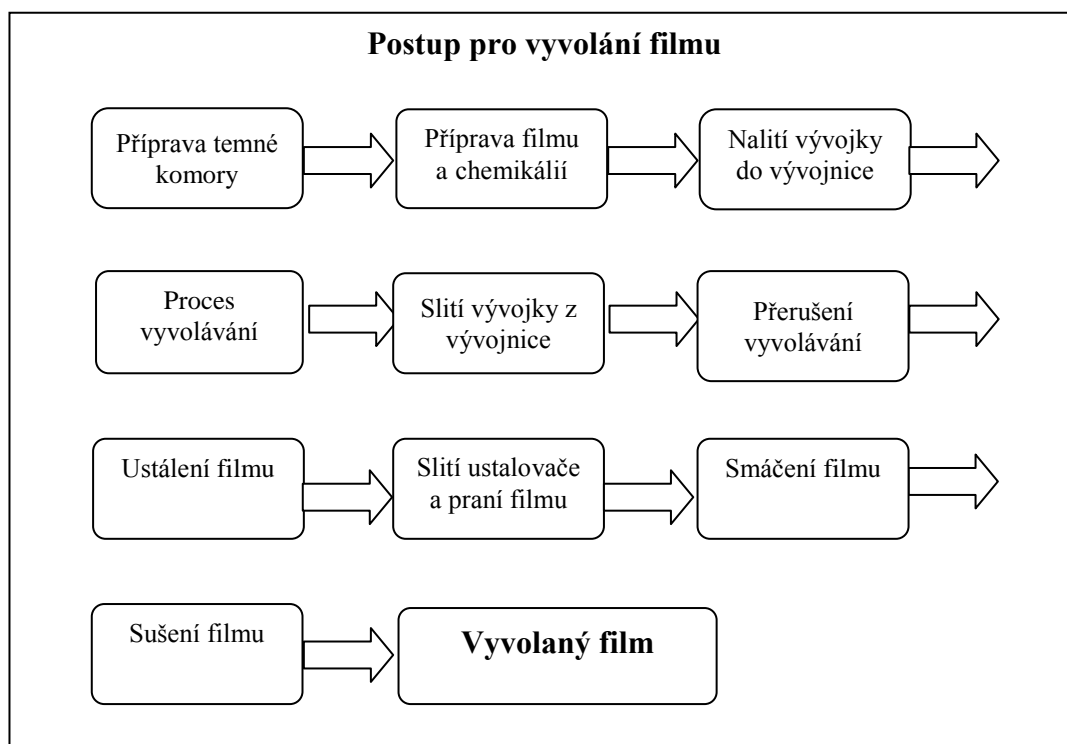 Postup pro vyvolání filmu
Příprava temné
komory
Příprava filmu
a chemikálií
Nalití vývojky
do vývojnice
Proces
vyvolávání
Slití vývojky z
vývojnice
Přerušení
vyvolávání
Ustálení filmu
Slití ustalovače
a praní filmu
Smáčení filmu
Sušení filmu
Vyvolaný film